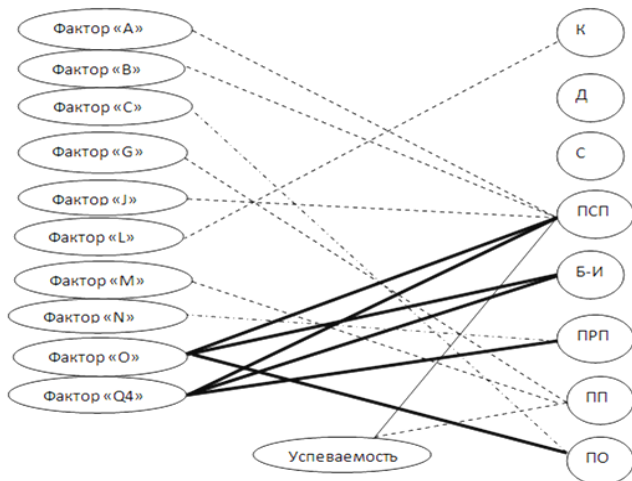 Фактор «А»
Фактор «В»
Фактор «С»
Фактор «G»
Фактор «J»
Фактор «L»
Фактор «М»
Фактор «N»
Фактор «О»
Фактор «Q4»
Успеваемость
К
Д
С
ПСП
Б-И
ПРП
ПП
ПО